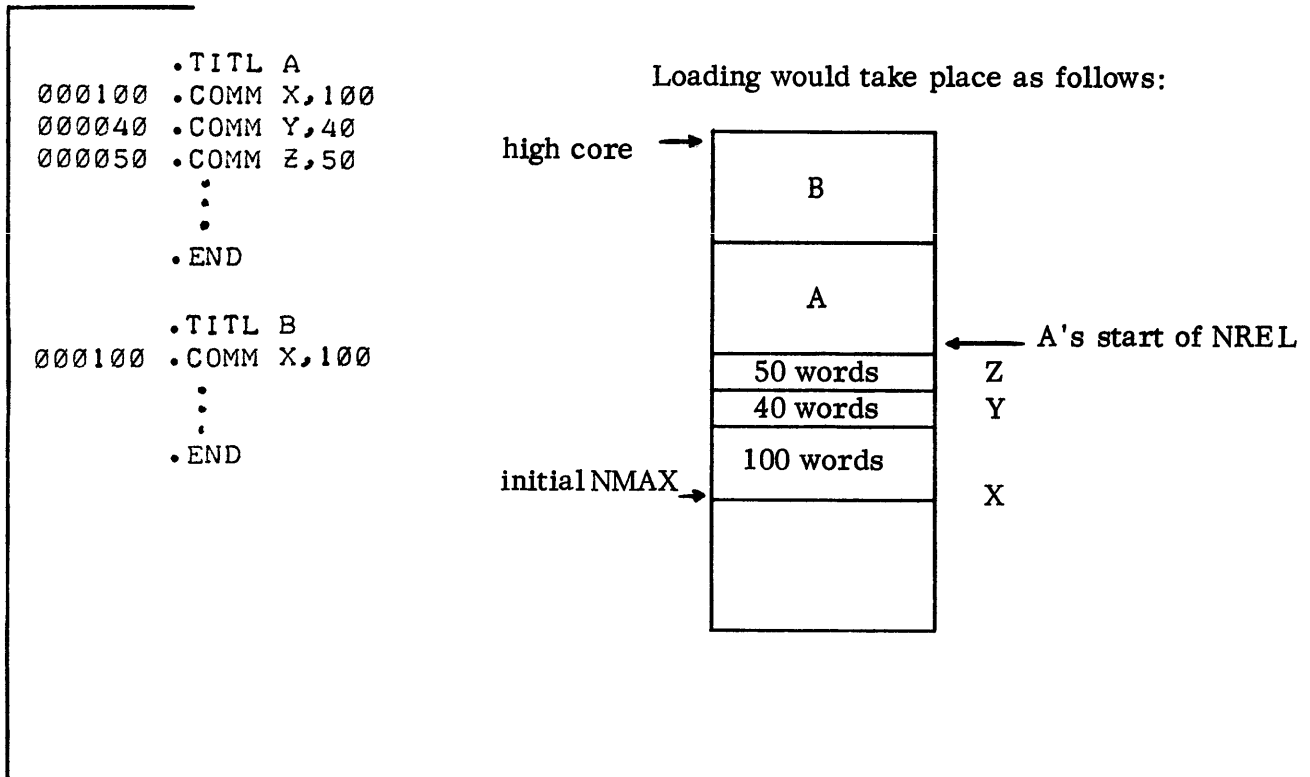 .TITL A
000100 .COMM X,100
000040 .COMM Y,40
000050 .COMM Z,50
.
.
.
.END
.TITL B
000100 .COMM X,100
.
.
.
.END
Loading would take place as follows:
high core
B
A
A's start of NREL
50 words Z
40 words Y
100 words
initial NMAX
X